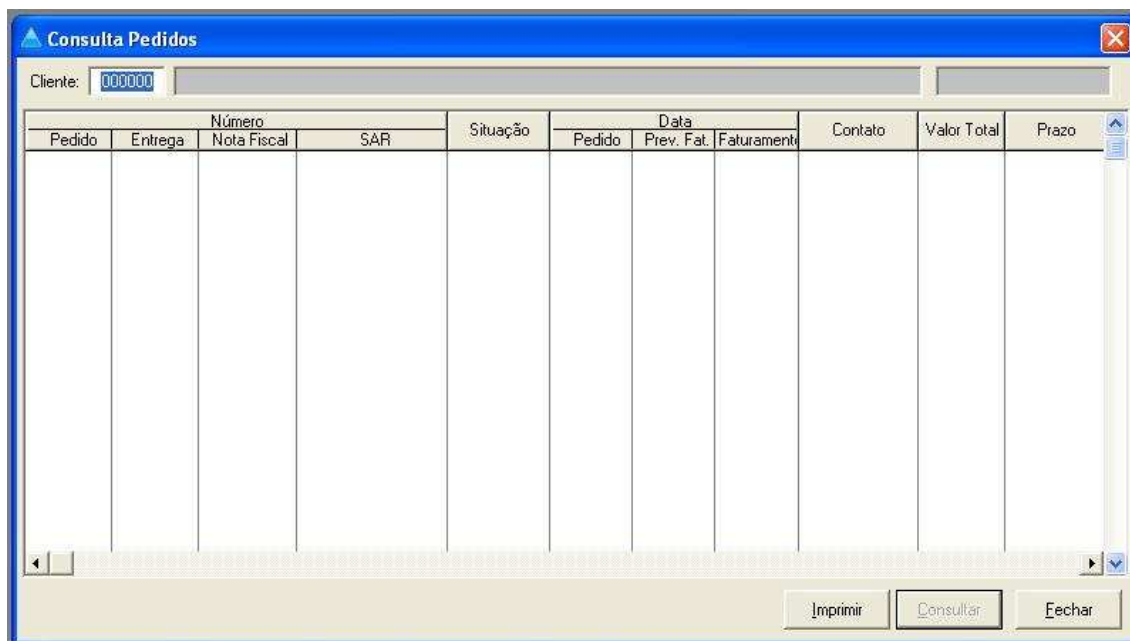 Consulta Pedidos
Cliente: 000000
Número Situação Data Contato Valor Total Prazo
Pedido Entrega Nota Fiscal SAR Pedido Prev. Fat. Faturament
Imprimir Consultar Fechar